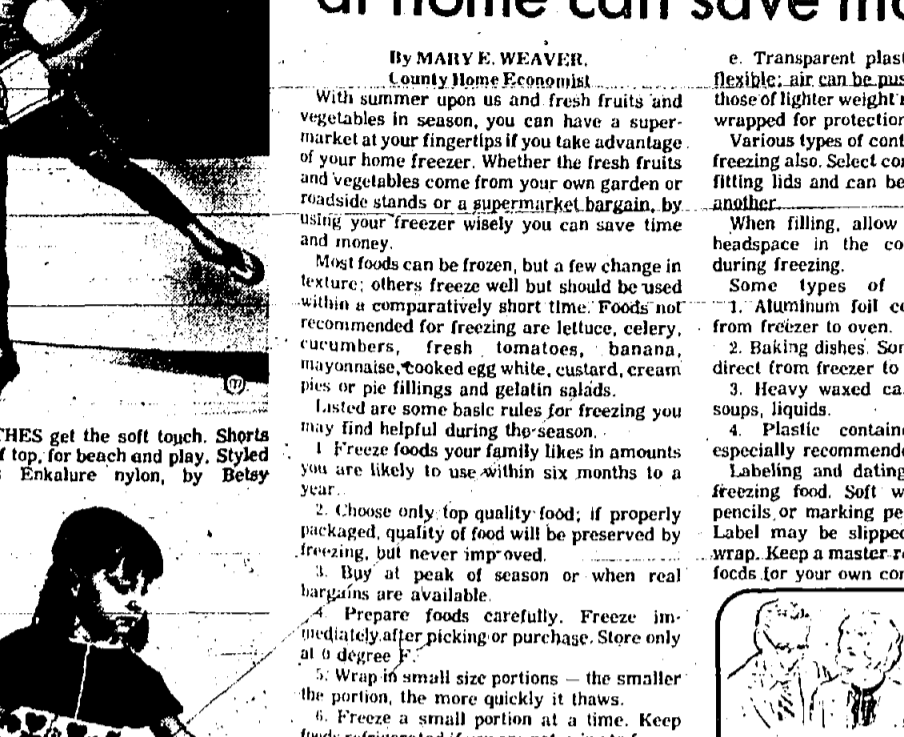 at home can save
By MARY E. WEAVER,
County Home Economist
With summer upon us and fresh fruits and
vegetables in season, you can have a super-
market at your fingertips if you take advantage
of your home freezer. Whether the fresh fruits
and vegetables come from your own garden or
roadside stands or a supermarket bargain, by
using your freezer wisely you can save time
and money.
Most foods can be frozen, but a few change in
texture; others freeze well but should be used
within a comparatively short time. Foods not
recommended for freezing are lettuce, celery,
cucumbers, fresh tomatoes, banana,
mayonnaise, cooked egg white, custard, cream
pies or pie fillings and gelatin salads.
Listed are some basic rules for freezing you
may find helpful during the season.
1 Freeze foods your family likes in amounts
you are likely to use within six months to a
year.
2. Choose only top quality food; if properly
packaged, quality of food will be preserved by
freezing, but never improved.
3. Buy at peak of season or when real
bargains are available.
4. Prepare foods carefully. Freeze im-
mediately after picking or purchase. Store only
at 0 degree F.
5. Wrap in small size portions — the smaller
the portion, the more quickly it thaws.
6. Freeze a small portion at a time. Keep
e. Transparent plast
flexible; air can be pus
those of lighter weight
wrapped for protection
Various types of cont
freezing also. Select co
fitting lids and can be
another.
When filling, allow
headspace in the co
during freezing.
Some types of
1. Aluminum foil co
from freezer to oven.
2. Baking dishes. Som
direct from freezer to
3. Heavy waxed ca
soups, liquids.
4. Plastic containe
especially recommende
Labeling and dating
freezing food. Soft w
pencils or marking pe
Label may be slipped
wrap. Keep a master r
foods for your own con
THES get the soft touch. Shorts
f top, for beach and play. Styled
Enkalure nylon, by Betsy